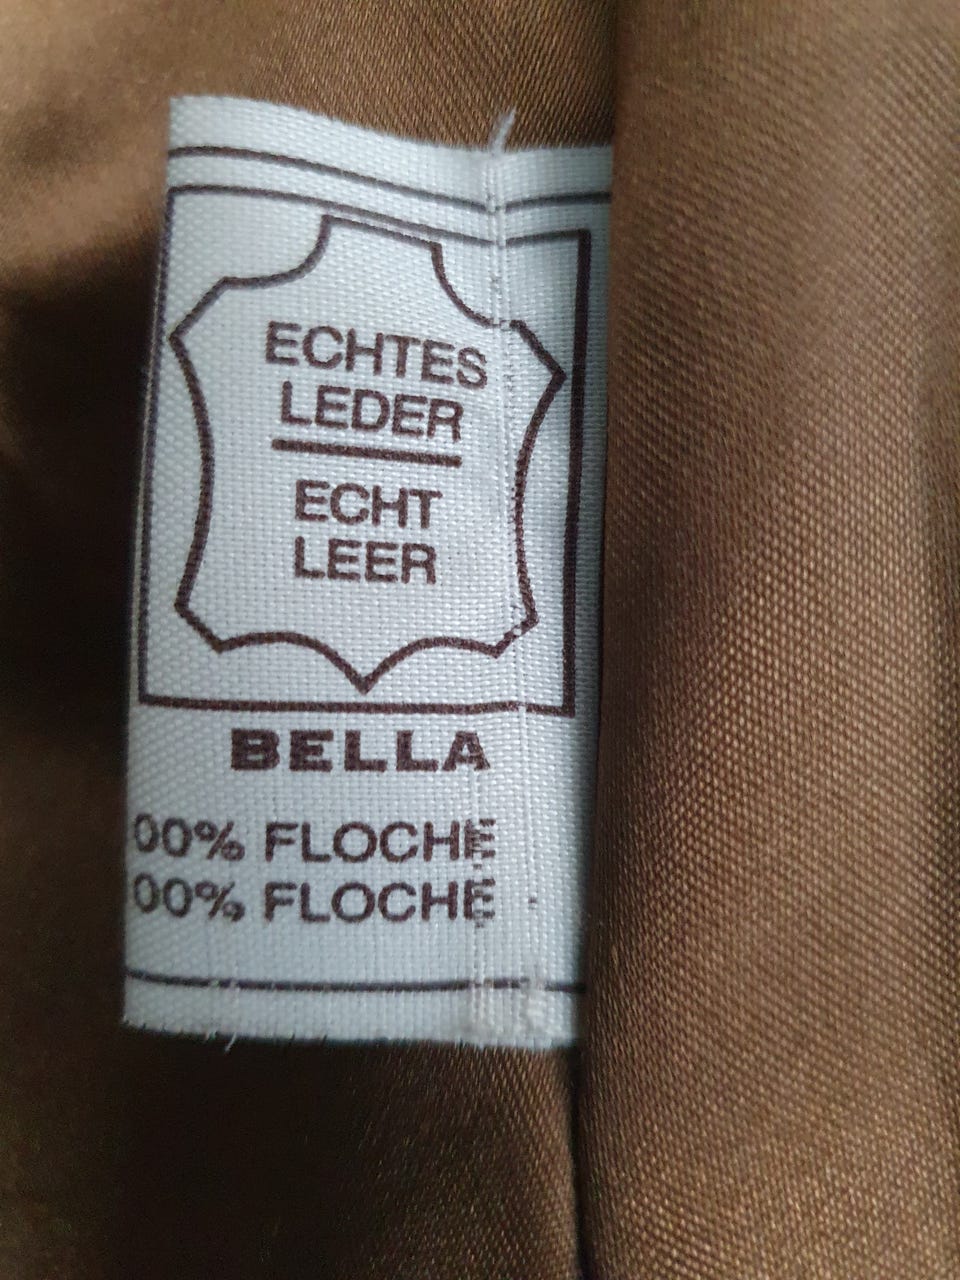 ECHTES
LEDER
ECHT
LEER
BELLA
00% FLOCHE
00% FLOCHE